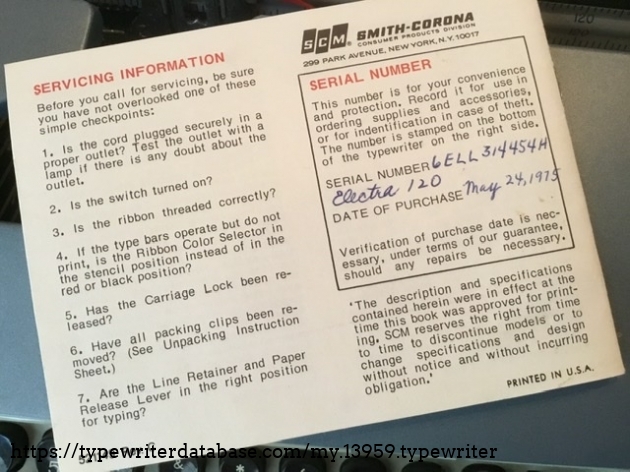 SERVICING INFORMATION
Before you call for servicing, be sure
you have not overlooked one of these
simple checkpoints:
1. Is the cord plugged securely in a
proper outlet? Test the outlet with a
lamp if there is any doubt about the
outlet.
2. Is the switch turned on?
3. Is the ribbon threaded correctly?
4. If the type bars operate but do not
print, is the Ribbon Color Selector in
the stencil position instead of in the
red or black position?
5. Has the Carriage Lock been re-
leased?
6. Have all packing clips been re-
moved? (See Unpacking Instruction
Sheet.)
7. Are the Line Retainer and Paper
Release Lever in the right position
for typing?
SCM® SMITH-CORONA
CONSUMER PRODUCTS DIVISION
299 PARK AVENUE, NEW YORK, N.Y. 10017
SERIAL NUMBER
This number is for your convenience
and protection. Record it for use in
ordering supplies and accessories,
or for indentification in case of theft.
The number is stamped on the bottom
of the typewriter on the right side.
SERIAL NUMBER 6ELL 314454H
Electra 120
DATE OF PURCHASE May 24, 1975
Verification of purchase date is nec-
essary, under terms of our guarantee,
should any repairs be necessary.
'The description and specifications
contained herein were in effect at the
time this book was approved for print-
ing, SCM reserves the right from time
to time to discontinue models or to
change specifications and design
without notice and without incurring
obligation.'
PRINTED IN U.S.A.
120
https://typewriterdatabase.com/my.13959.typewriter